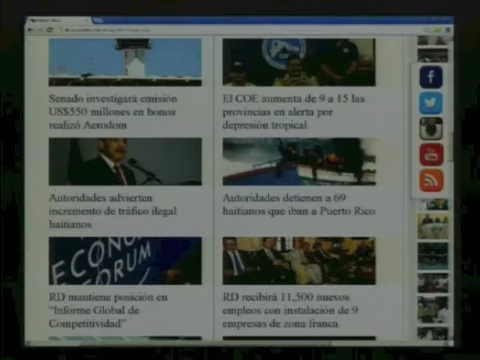 Senado investigará emisión
US$550 millones en bonos
realizó Aerodom
El COE aumenta de 9 a 15 las
provincias en alerta por
depresión tropical
Autoridades advierten
incremento de tráfico ilegal
haitianos
Autoridades detienen a 69
haitianos que iban a Puerto Rico
ECONO
FORUM
RD mantiene posición en
“Informe Global de
Competitividad”
RD recibirá 11,500 nuevos
empleos con instalación de 9
empresas de zona franca